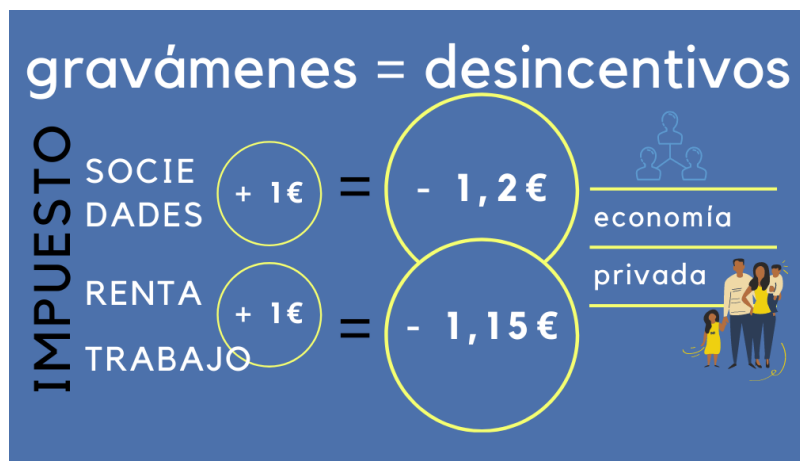 gravámenes = desincentivos
IMPUESTO
SOCIE
DADES
+ 1€
=
- 1,2€
economía
privada
RENTA
TRABAJO
+ 1€
=
- 1,15€